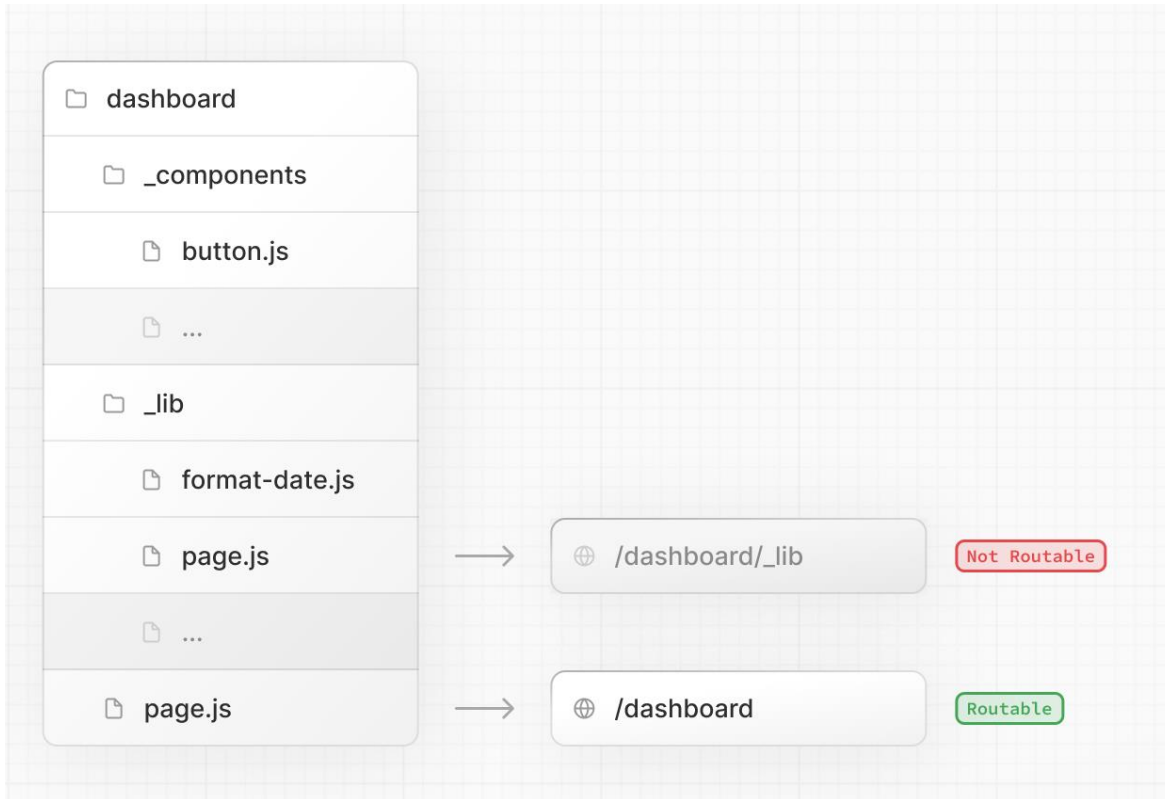 dashboard
_components
button.js
...
_lib
format-date.js
page.js
/dashboard/_lib
Not Routable
...
page.js
/dashboard
Routable